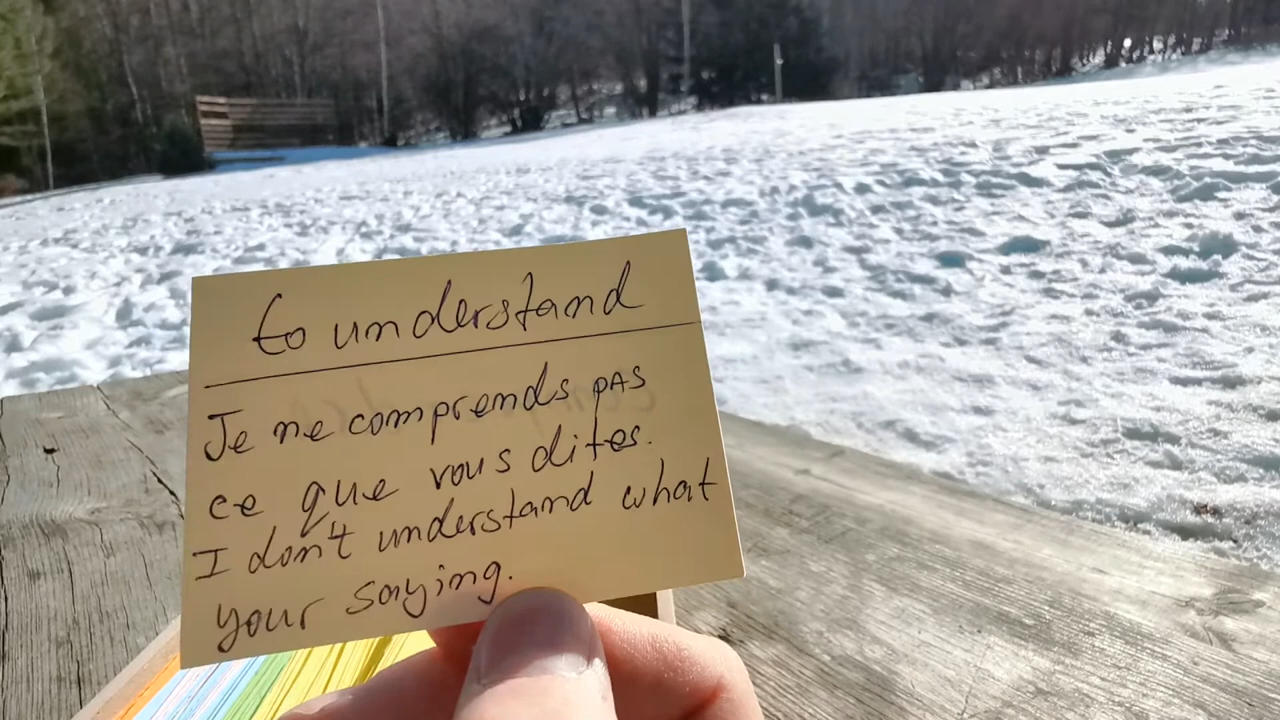 to understand
Je ne comprends pas
ce que vous dites.
I don't understand what
your saying.